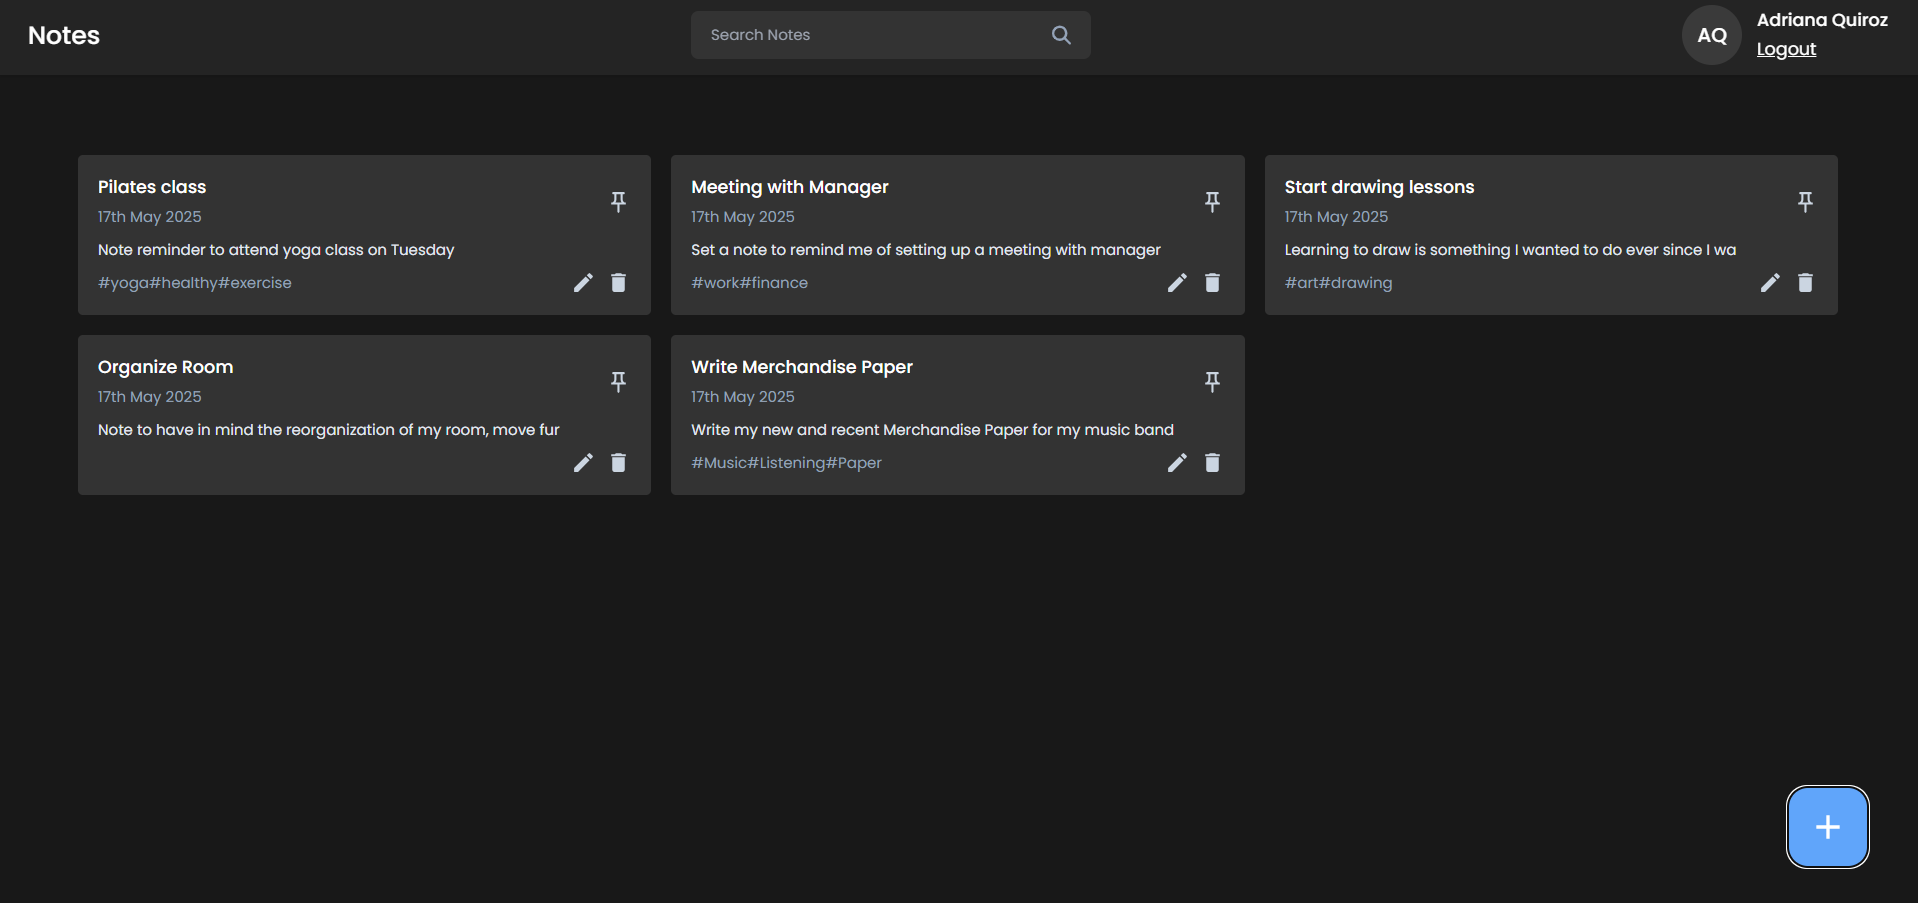 Notes
Search Notes
AQ
Adriana Quiroz
Logout
Pilates class
17th May 2025
Note reminder to attend yoga class on Tuesday
#yoga#healthy#exercise
Meeting with Manager
17th May 2025
Set a note to remind me of setting up a meeting with manager
#work#finance
Start drawing lessons
17th May 2025
Learning to draw is something I wanted to do ever since I wa
#art#drawing
Organize Room
17th May 2025
Note to have in mind the reorganization of my room, move fur
Write Merchandise Paper
17th May 2025
Write my new and recent Merchandise Paper for my music band
#Music#Listening#Paper